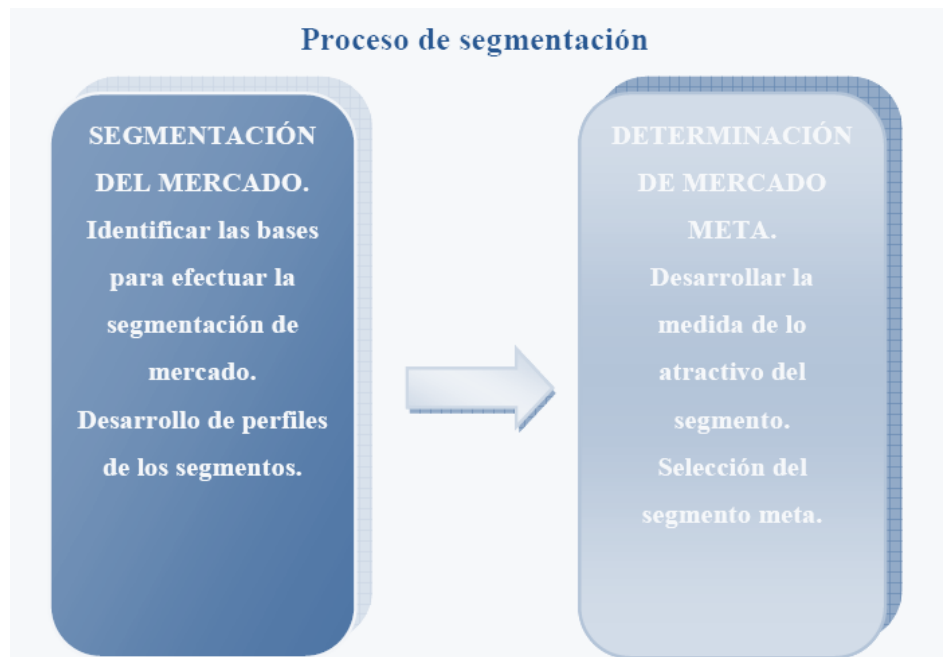 Proceso de segmentación
SEGMENTACIÓN
DEL MERCADO.
Identificar las bases
para efectuar la
segmentación de
mercado.
Desarrollo de perfiles
de los segmentos.
DETERMINACIÓN
DE MERCADO
META.
Desarrollar la
medida de lo
atractivo del
segmento.
Selección del
segmento meta.